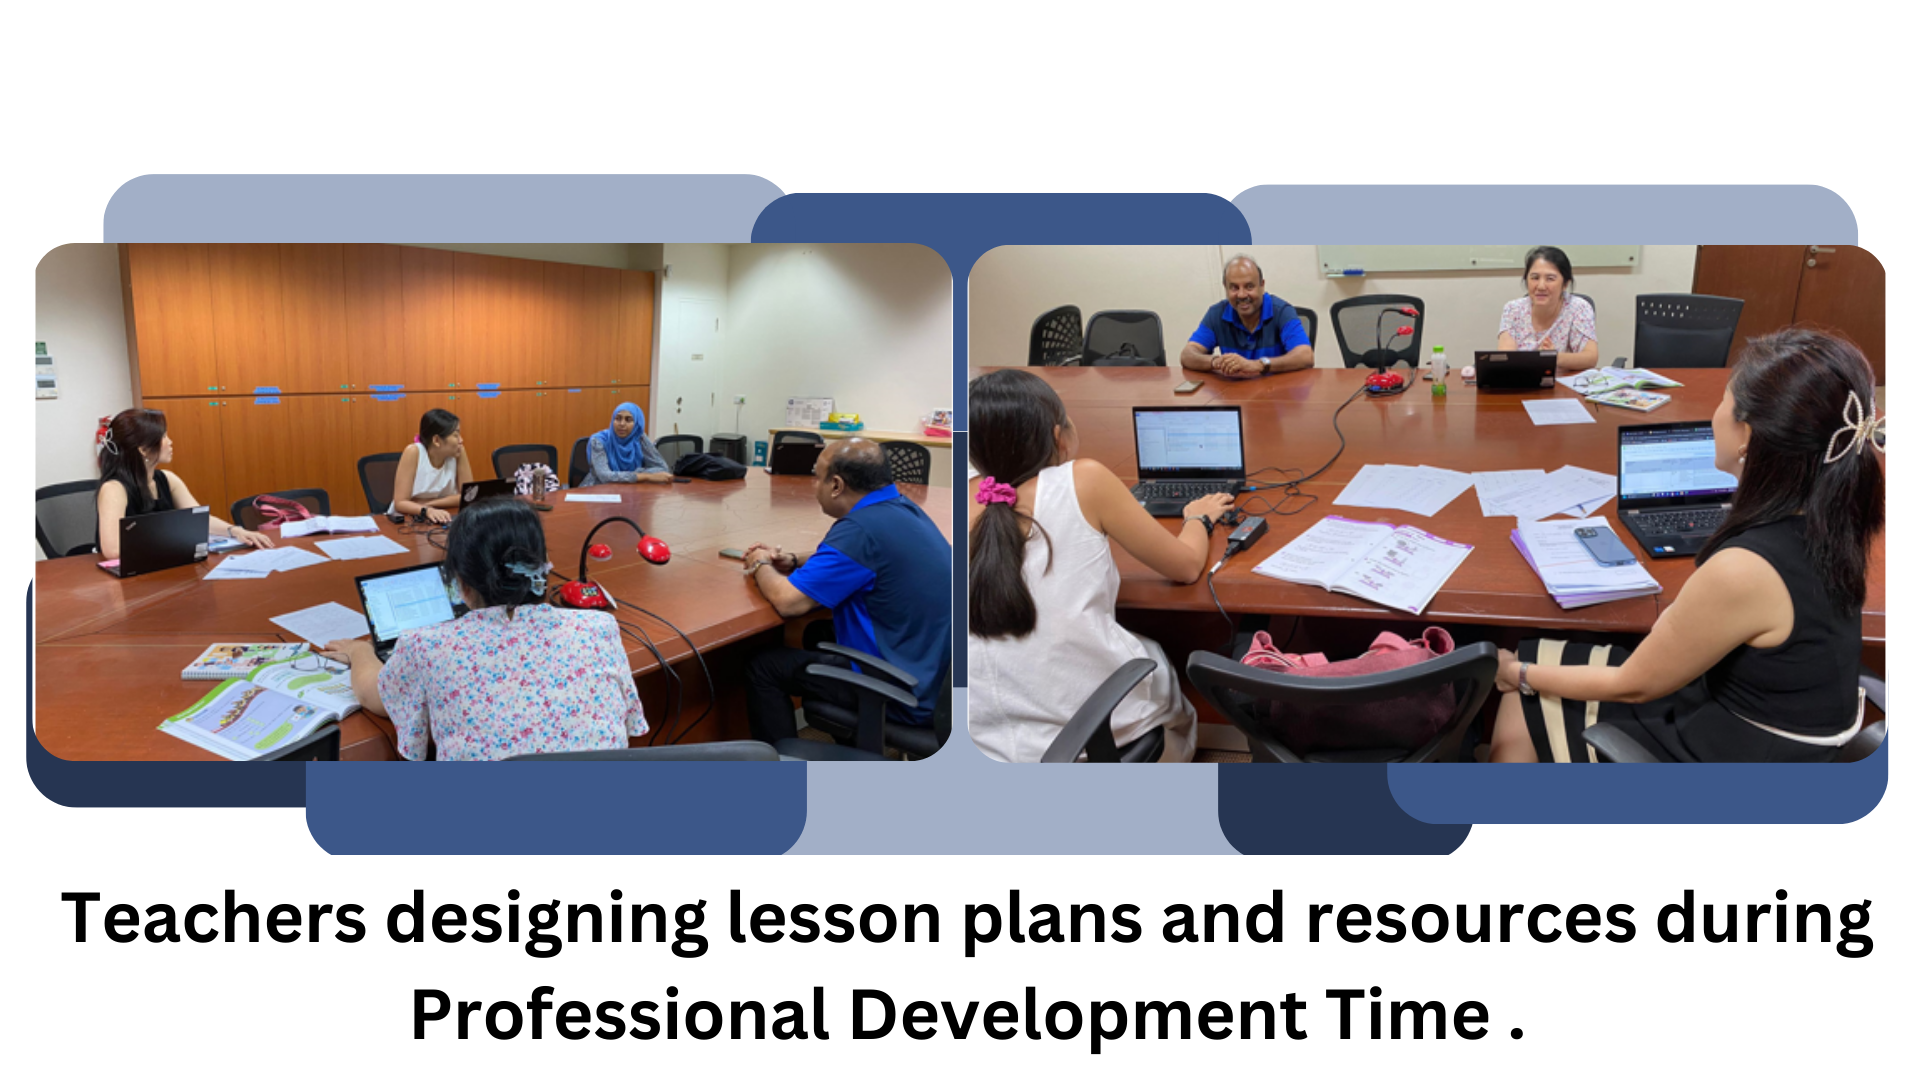 Teachers designing lesson plans and resources during
Professional Development Time .